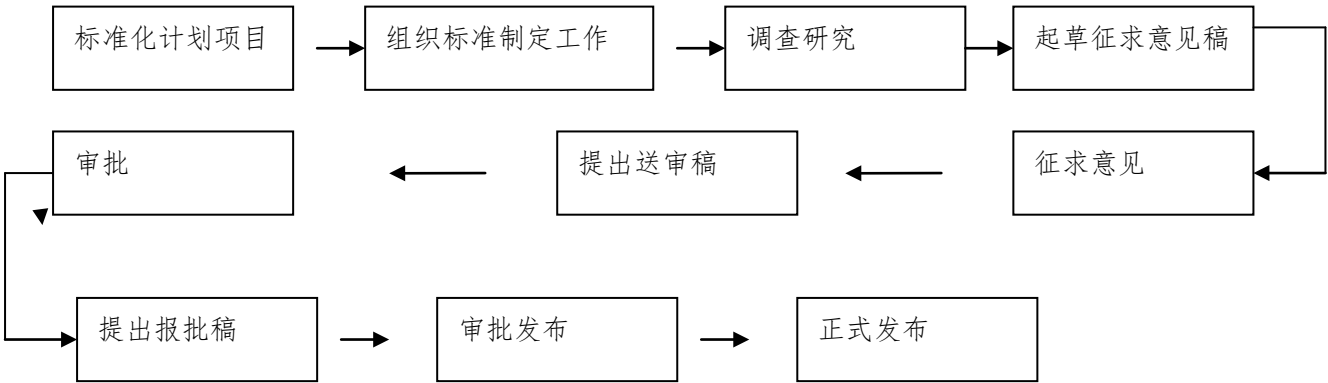 标准化计划项目
组织标准制定工作
调查研究
起草征求意见稿
征求意见
提出送审稿
审批
提出报批稿
审批发布
正式发布